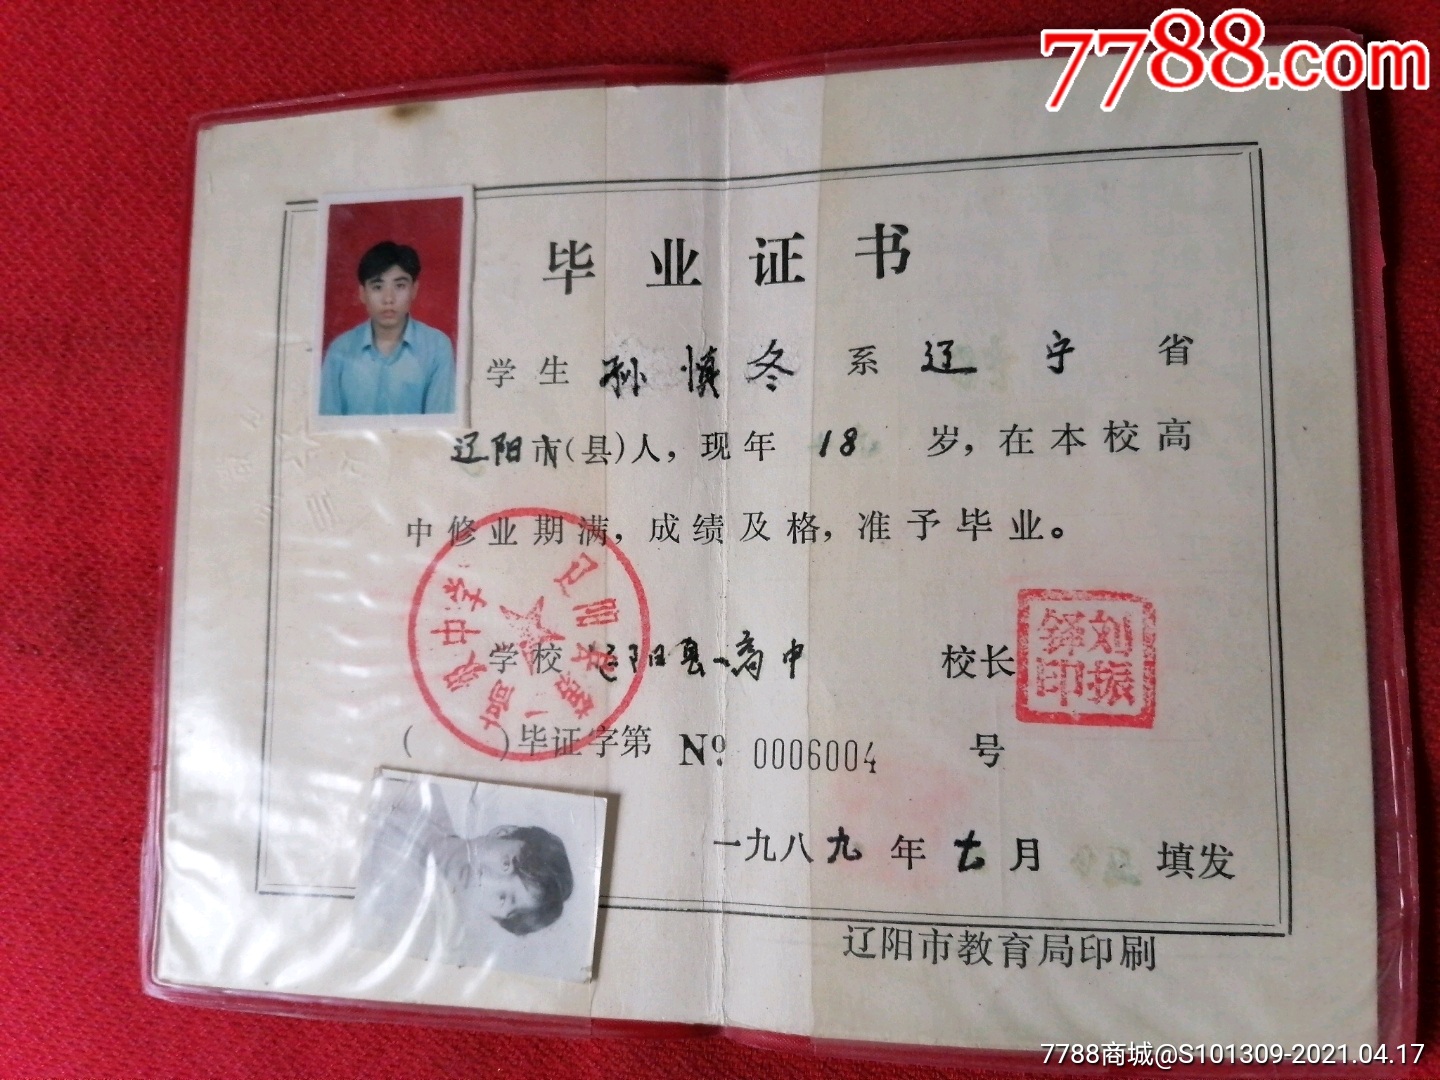 7788.com
毕业证书
学生 孙慎冬 系 辽宁 省
辽阳市(县)人，现年 18 岁，在本校高
中修业期满，成绩及格，准予毕业。
学校 辽阳县一高中 校长
刘振铎印
( )毕证字第 No 0006004 号
一九八九年七月 填发
辽阳市教育局印刷
7788商城@S101309-2021.04.17